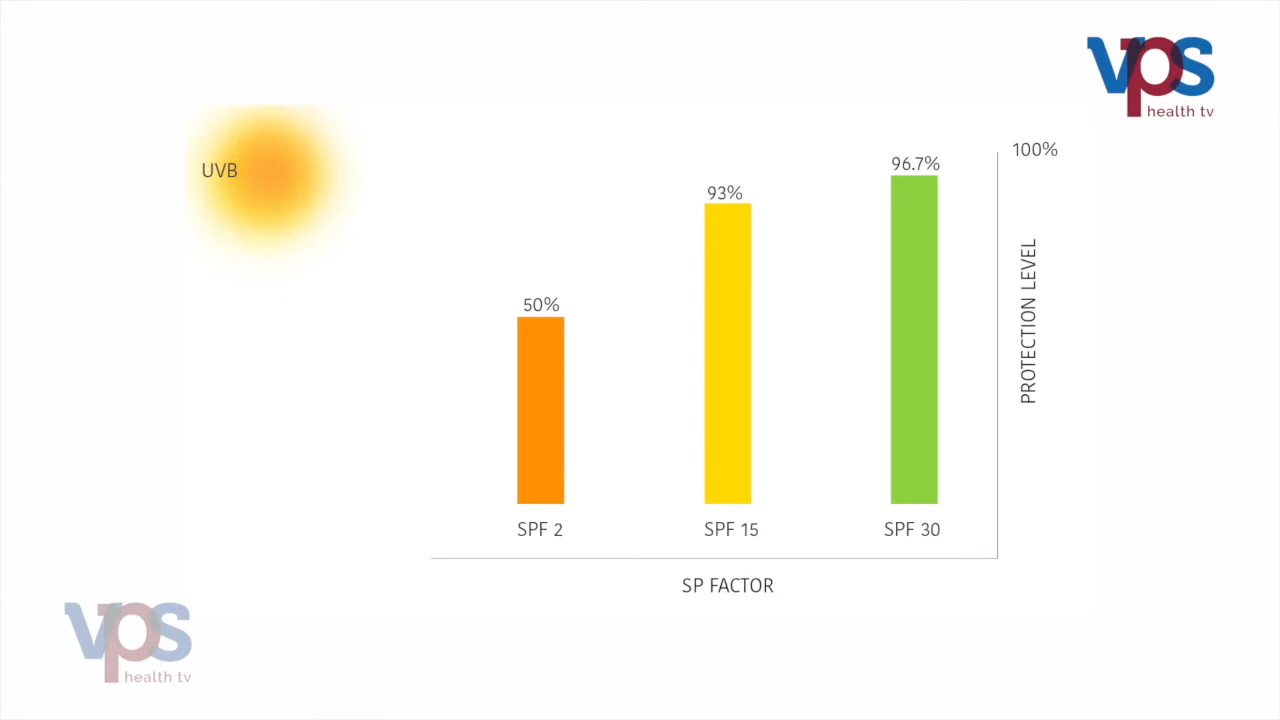 vps
health tv
UVB
100%
96.7%
93%
50%
PROTECTION LEVEL
SPF 2
SPF 15
SPF 30
SP FACTOR
vps
health tv